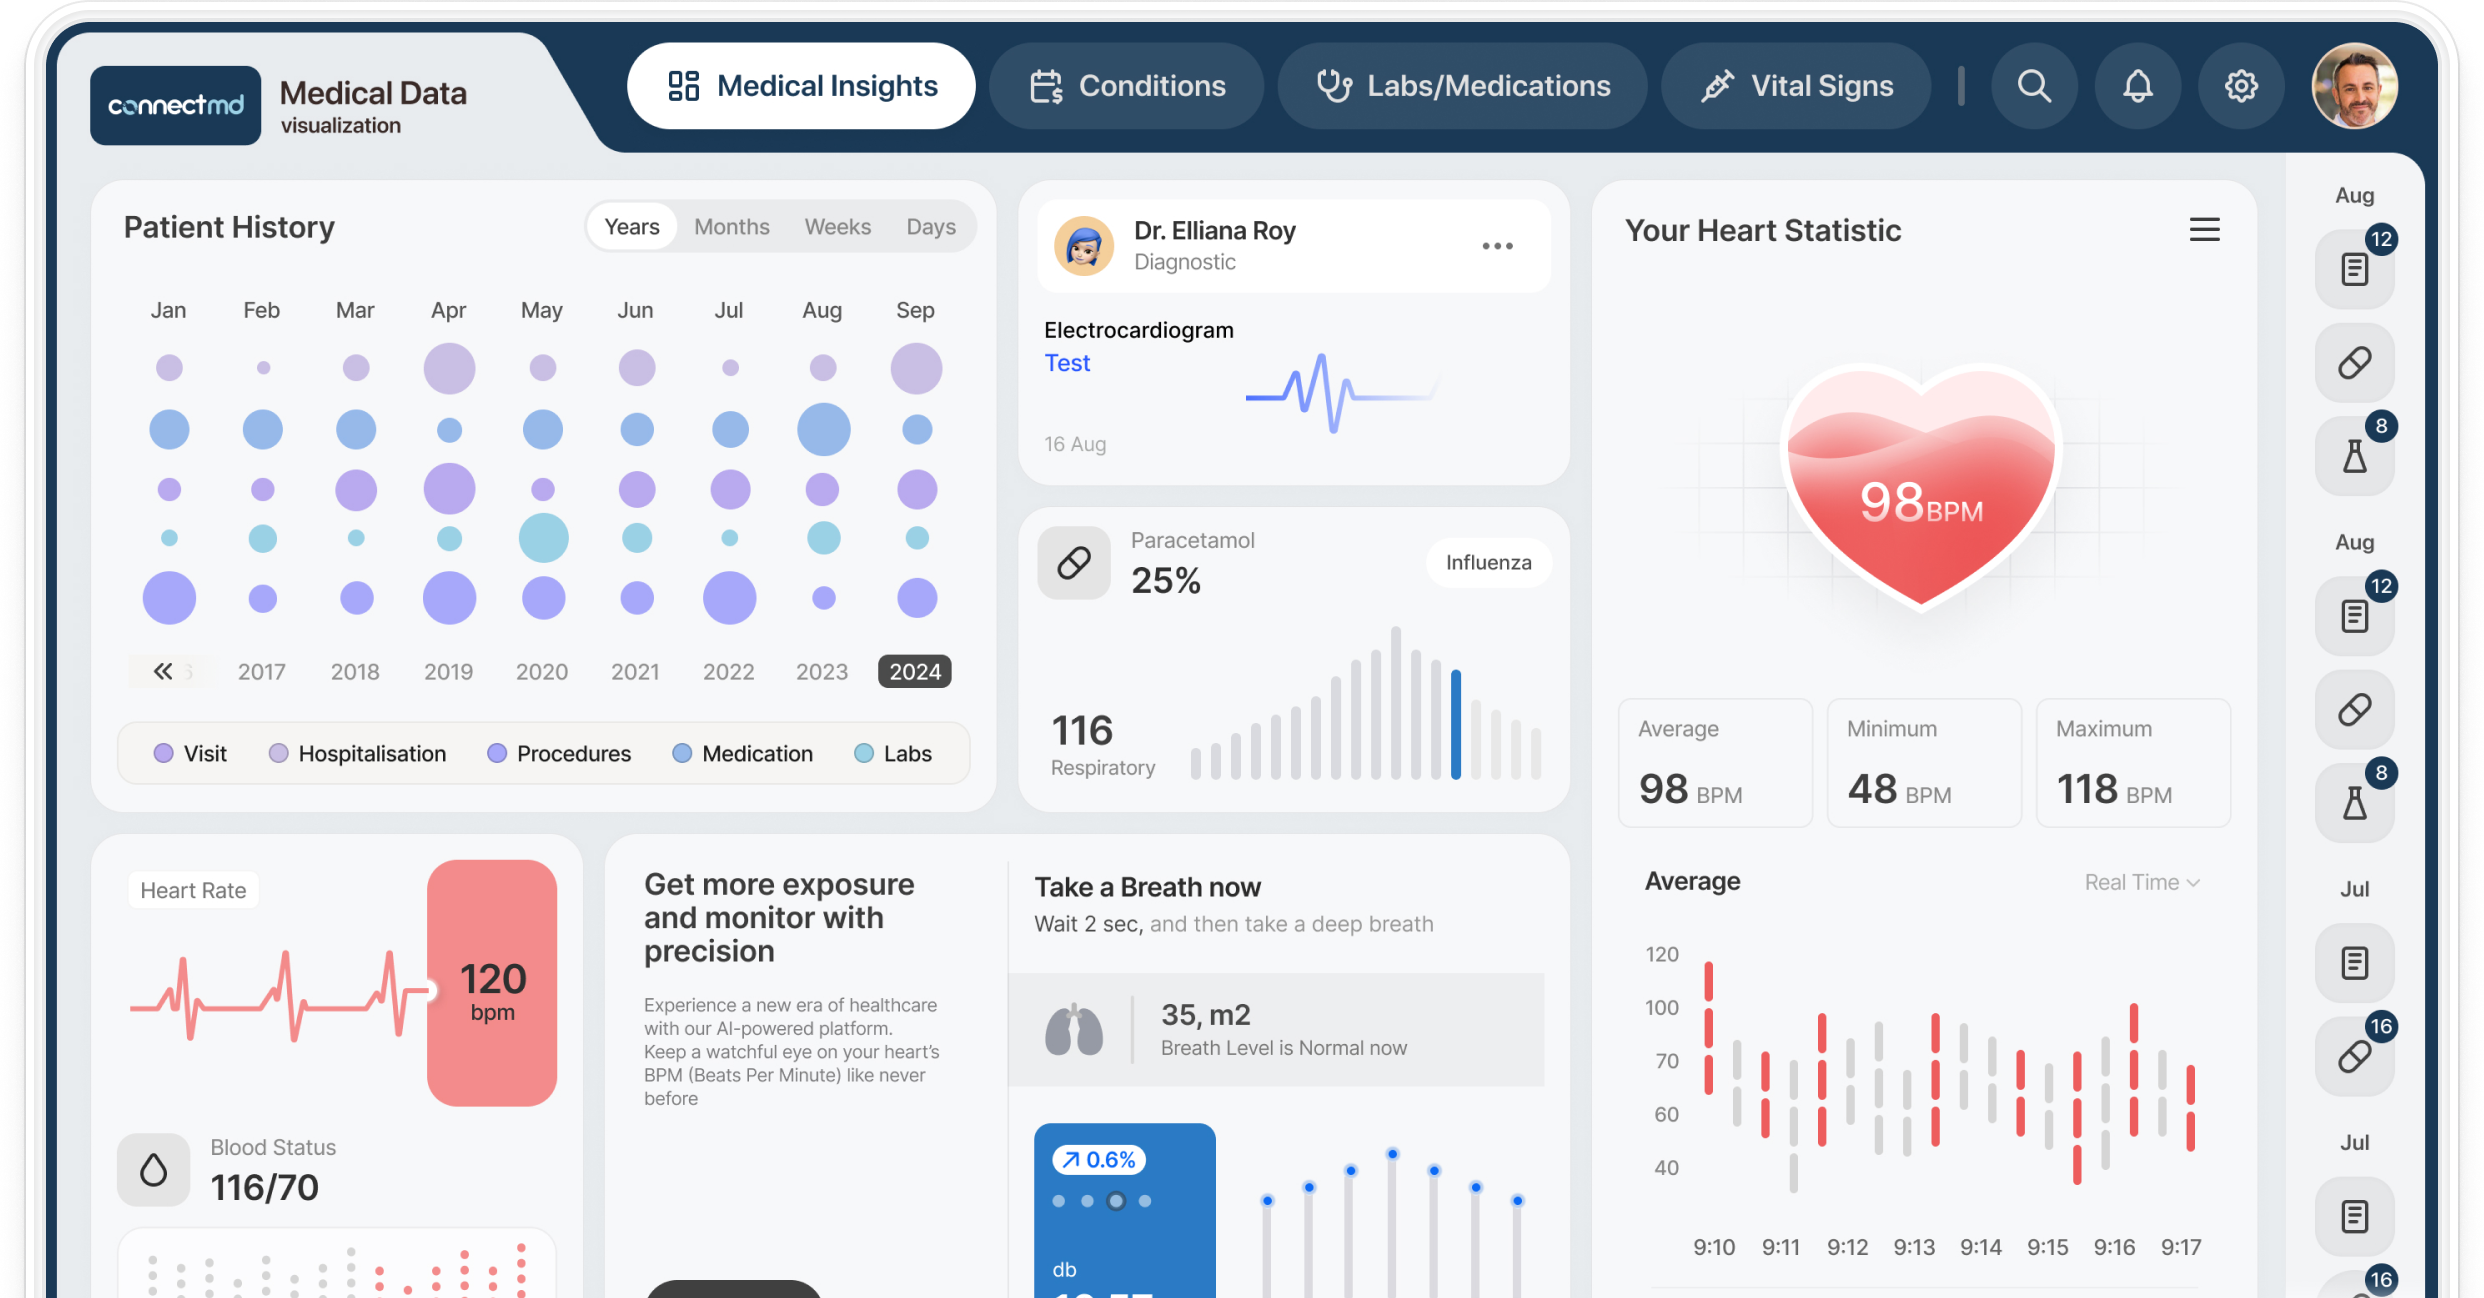 connectmd
Medical Data
visualization
Medical Insights
Conditions
Labs/Medications
Vital Signs
Patient History
Years
Months
Weeks
Days
Jan
Feb
Mar
Apr
May
Jun
Jul
Aug
Sep
2017
2018
2019
2020
2021
2022
2023
2024
Visit
Hospitalisation
Procedures
Medication
Labs
Dr. Elliana Roy
Diagnostic
Electrocardiogram
Test
16 Aug
Paracetamol
25%
Influenza
116
Respiratory
Your Heart Statistic
98 BPM
Average
98 BPM
Minimum
48 BPM
Maximum
118 BPM
Average
Real Time
120
100
70
60
40
9:10
9:11
9:12
9:13
9:14
9:15
9:16
9:17
Heart Rate
120
bpm
Blood Status
116/70
Get more exposure
and monitor with
precision
Experience a new era of healthcare
with our AI-powered platform.
Keep a watchful eye on your heart's
BPM (Beats Per Minute) like never
before
Take a Breath now
Wait 2 sec, and then take a deep breath
35, m2
Breath Level is Normal now
0.6%
db
Aug
12
8
Aug
12
8
Jul
16
Jul
16